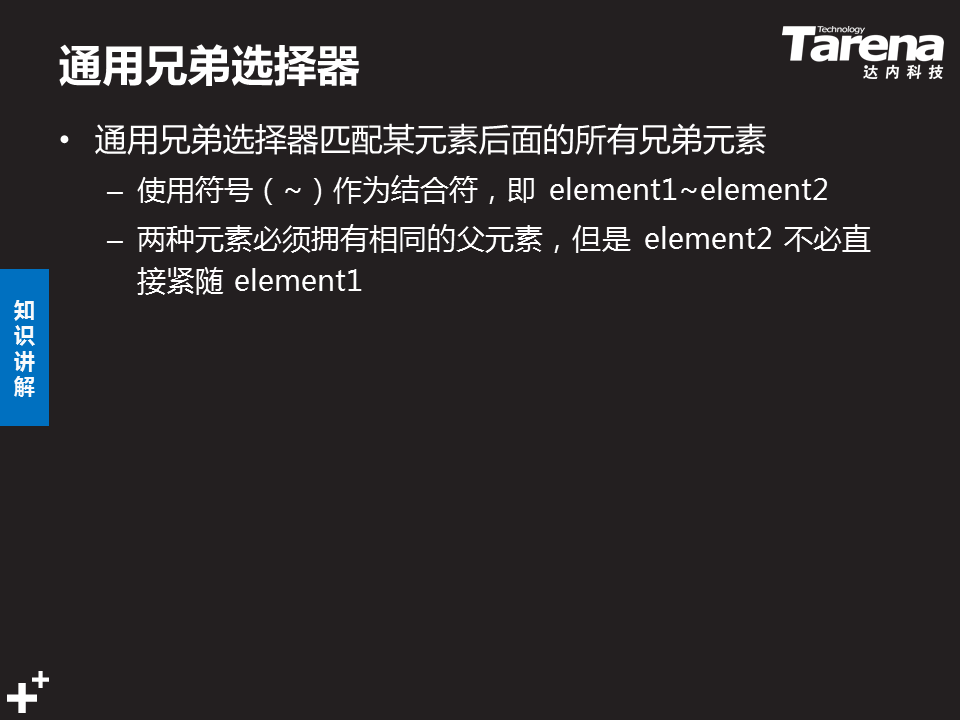 通用兄弟选择器
Technology
Tarena
达内科技
• 通用兄弟选择器匹配某元素后面的所有兄弟元素
– 使用符号（~）作为结合符，即 element1~element2
– 两种元素必须拥有相同的父元素，但是 element2 不必直
接紧随 element1
知识讲解